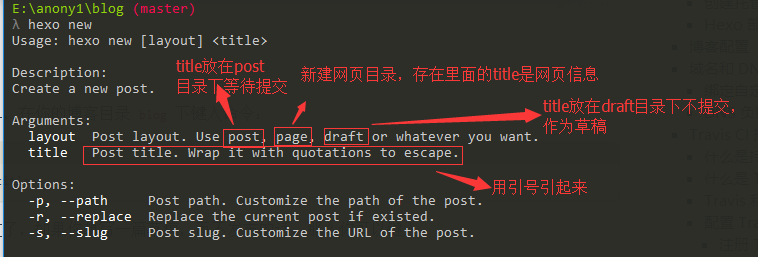 E:\anony1\blog (master)
λ hexo new
Usage: hexo new [layout] <title>
Description:
Create a new post.
title放在post
目录下等待提交
新建网页目录，存在里面的title是网页信息
title放在draft目录下不提交，
作为草稿
Arguments:
layout Post layout. Use post, page, draft or whatever you want.
title Post title. Wrap it with quotations to escape.
用引号引起来
Options:
-p, --path Post path. Customize the path of the post.
-r, --replace Replace the current post if existed.
-s, --slug Post slug. Customize the URL of the post.